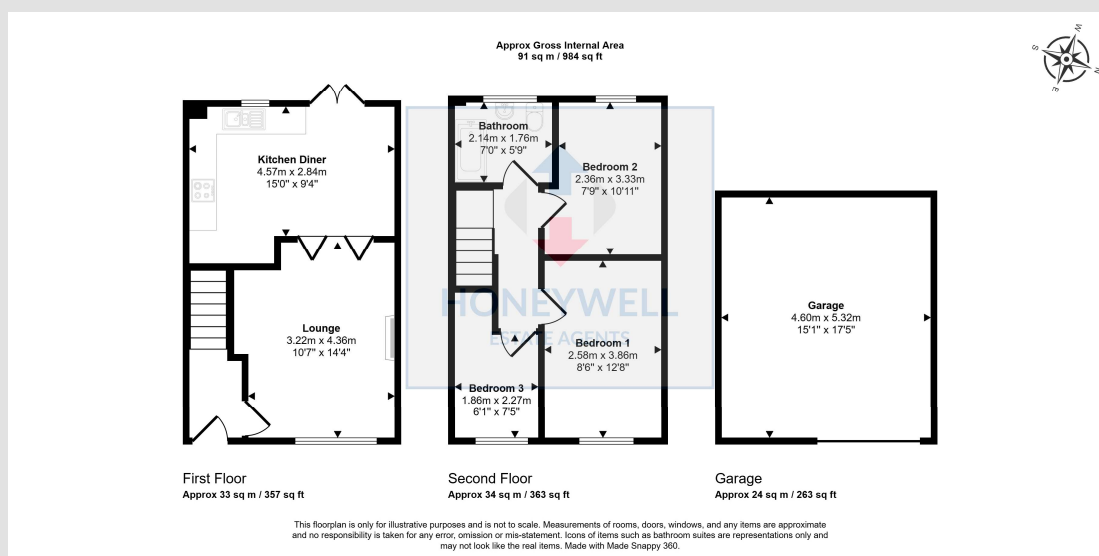 Approx Gross Internal Area
91 sq m / 984 sq ft
W
S
N
E
Kitchen Diner
4.57m x 2.84m
15'0" x 9'4"
Bathroom
2.14m x 1.76m
7'0" x 5'9"
Bedroom 2
2.36m x 3.33m
7'9" x 10'11"
Lounge
3.22m x 4.36m
10'7" x 14'4"
HONEYWELL
ESTATE AGENTS
Bedroom 1
2.58m x 3.86m
8'6" x 12'8"
Bedroom 3
1.86m x 2.27m
6'1" x 7'5"
Garage
4.60m x 5.32m
15'1" x 17'5"
First Floor
Approx 33 sq m / 357 sq ft
Second Floor
Approx 34 sq m / 363 sq ft
Garage
Approx 24 sq m / 263 sq ft
This floorplan is only for illustrative purposes and is not to scale. Measurements of rooms, doors, windows, and any items are approximate
and no responsibility is taken for any error, omission or mis-statement. Icons of items such as bathroom suites are representations only and
may not look like the real items. Made with Made Snappy 360.